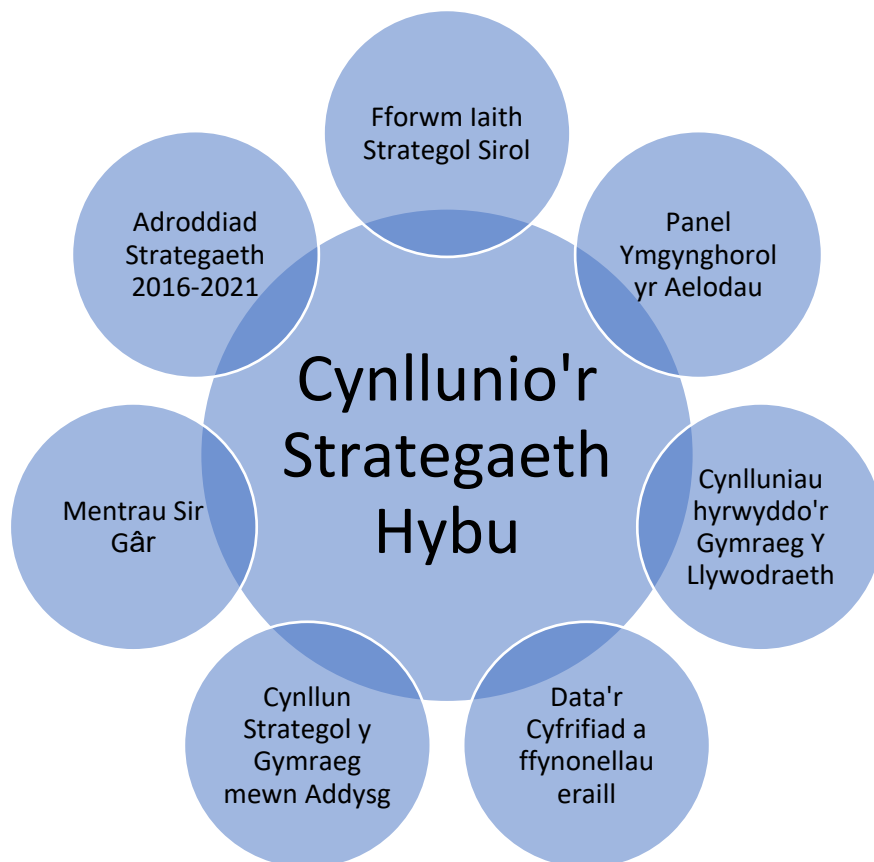 Fforwm Iaith
Strategol Sirol
Panel
Ymgynghorol
yr Aelodau
Cynlluniau
hyrwyddo'r
Gymraeg Y
Llywodraeth
Data'r
Cyfrifiad a
ffynonellau
eraill
Cynllun
Strategol y
Gymraeg
mewn Addysg
Mentrau Sir
Gâr
Adroddiad
Strategaeth
2016-2021
Cynllunio'r
Strategaeth
Hybu